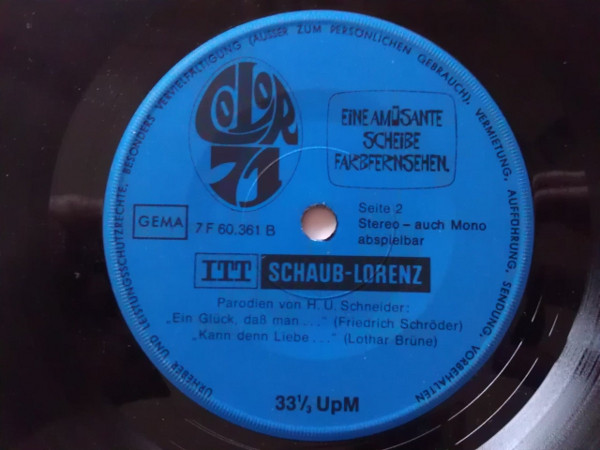 URHEBER UND LEISTUNGSSCHUTZRECHTE, BESONDERS VERVIELFÄLTIGUNG (AUSSER ZUM PERSÖNLICHEN GEBRAUCH), VERMIETUNG, AUFFÜHRUNG, SENDUNG, VORBEHALTEN
COLOR
71
EINE AMÜSANTE
SCHEIBE
FARBFERNSEHEN.
GEMA
7 F 60.361 B
Seite 2
Stereo – auch Mono
abspielbar
ITT SCHAUB-LORENZ
Parodien von H. U. Schneider:
„Ein Glück, daß man . . ." (Friedrich Schröder)
„Kann denn Liebe . . ." (Lothar Brüne)
33⅓ UpM